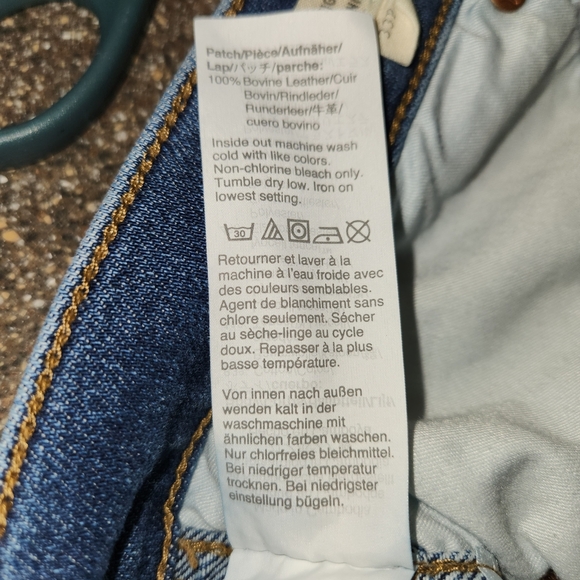 Patch/Pièce/Aufnäher/
Lap/パッチ/parche:
100% Bovine Leather/Cuir
Bovin/Rindleder/
Runderleer/牛革/
cuero bovino
Inside out machine wash
cold with like colors.
Non-chlorine bleach only.
Tumble dry low. Iron on
lowest setting.
30
Retourner et laver à la
machine à l'eau froide avec
des couleurs semblables.
Agent de blanchiment sans
chlore seulement. Sécher
au sèche-linge au cycle
doux. Repasser à la plus
basse température.
Von innen nach außen
wenden kalt in der
waschmaschine mit
ähnlichen farben waschen.
Nur chlorfreies bleichmittel.
Bei niedriger temperatur
trocknen. Bei niedrigster
einstellung bügeln.